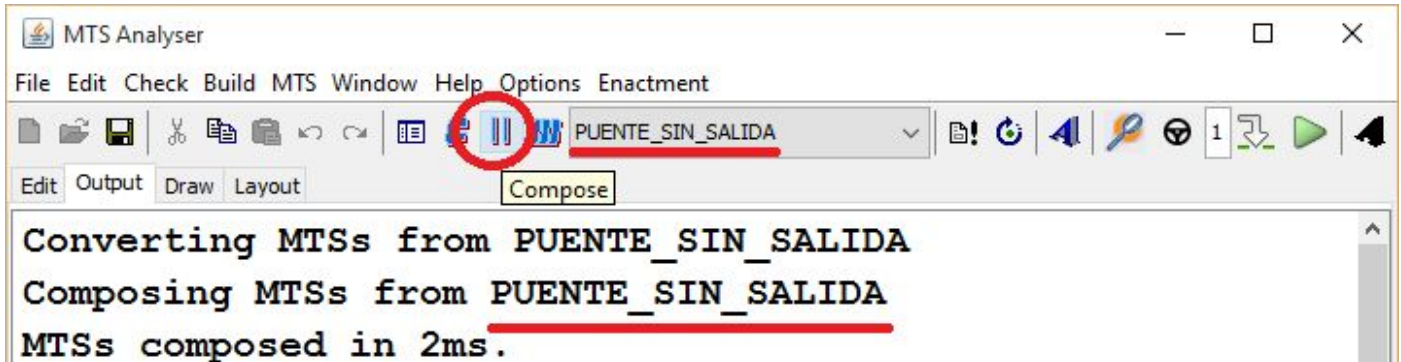 MTS Analyser
File Edit Check Build MTS Window Help Options Enactment
PUENTE_SIN_SALIDA 1
Edit Output Draw Layout
Compose
Converting MTSs from PUENTE_SIN_SALIDA
Composing MTSs from PUENTE_SIN_SALIDA
MTSs composed in 2ms.